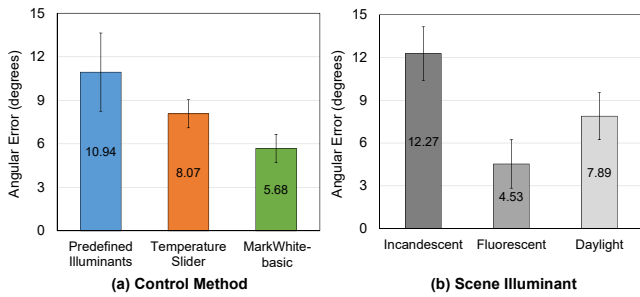 15
12
9
6
3
0
Angular Error (degrees)
10.94
8.07
5.68
Predefined Illuminants
Temperature Slider
MarkWhite-basic
(a) Control Method
15
12
9
6
3
0
Angular Error (degrees)
12.27
4.53
7.89
Incandescent
Fluorescent
Daylight
(b) Scene Illuminant